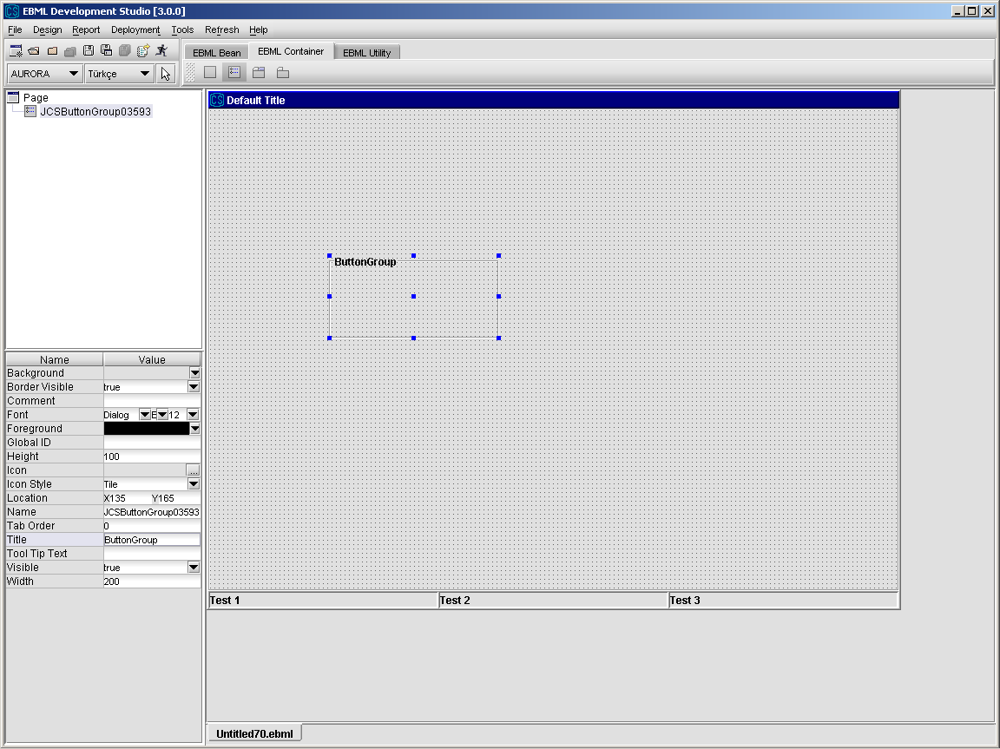 EBML Development Studio [3.0.0]
File Design Report Deployment Tools Refresh Help
EBML Bean EBML Container EBML Utility
AURORA Türkçe
Page
JCSButtonGroup03593
CS Default Title
ButtonGroup
Name Value
Background
Border Visible true
Comment
Font Dialog 12
Foreground
Global ID
Height 100
Icon ...
Icon Style Tile
Location X135 Y165
Name JCSButtonGroup03593
Tab Order 0
Title ButtonGroup
Tool Tip Text
Visible true
Width 200
Test 1 Test 2 Test 3
Untitled70.ebml